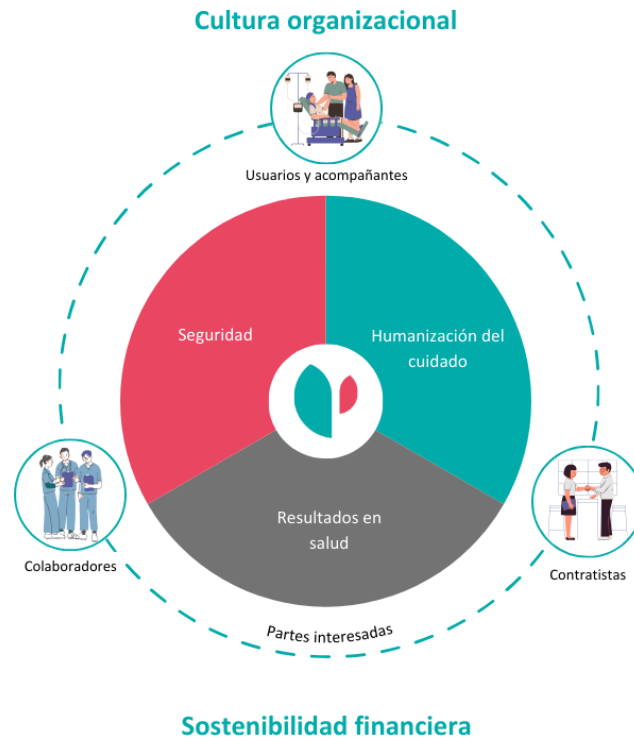 Cultura organizacional
Usuarios y acompañantes
Seguridad
Humanización del
cuidado
Resultados en
salud
Colaboradores
Contratistas
Partes interesadas
Sostenibilidad financiera